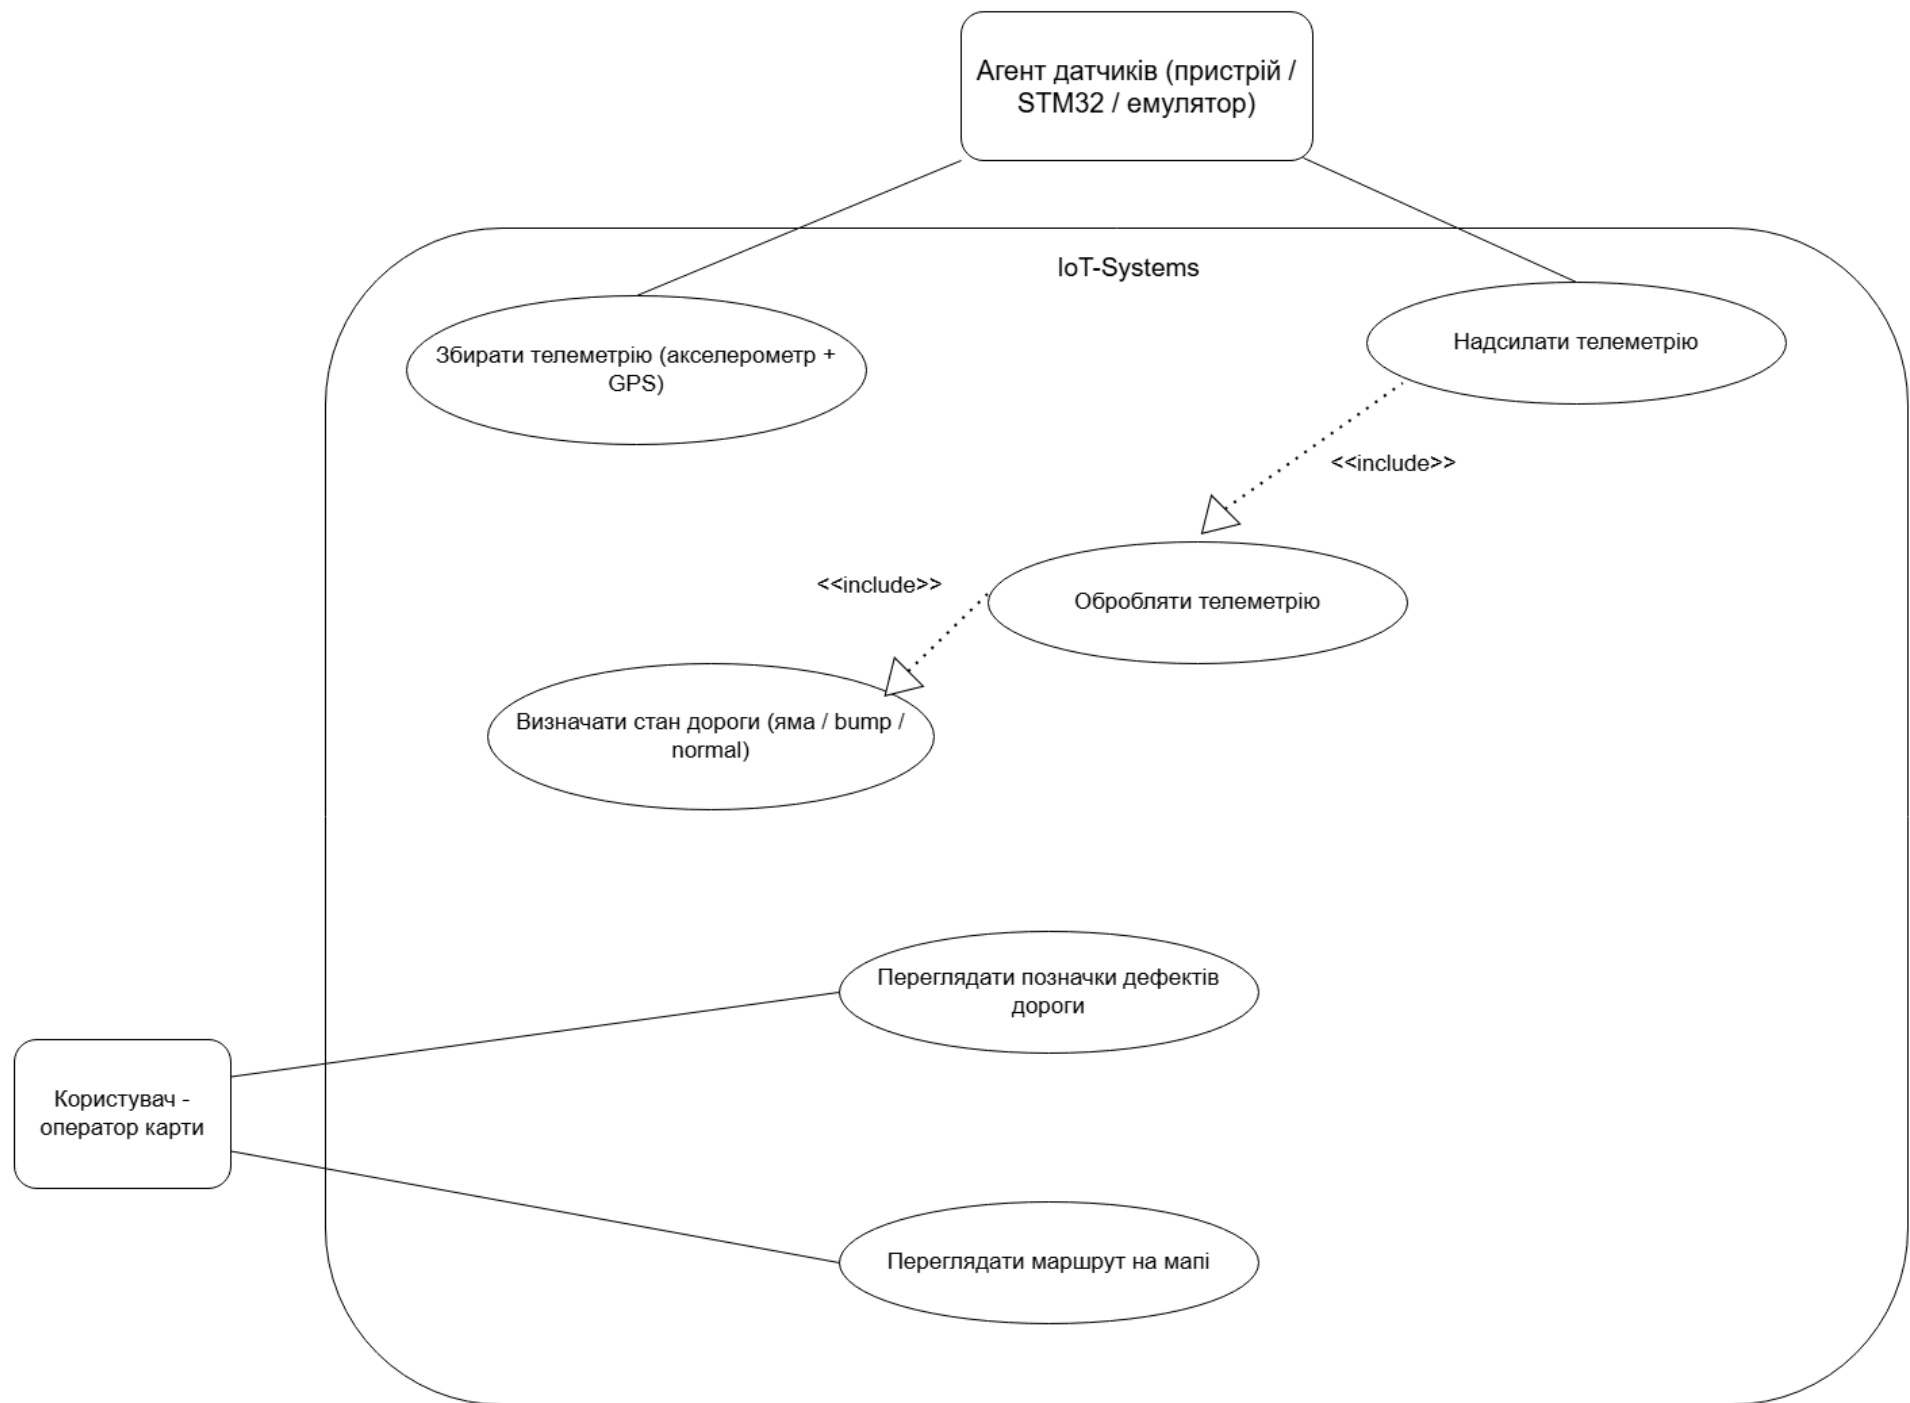 Агент датчиків (пристрій /
STM32 / емулятор)
IoT-Systems
Збирати телеметрію (акселерометр +
GPS)
Надсилати телеметрію
<<include>>
<<include>>
Обробляти телеметрію
Визначати стан дороги (яма / bump /
normal)
Переглядати позначки дефектів
дороги
Користувач -
оператор карти
Переглядати маршрут на мапі